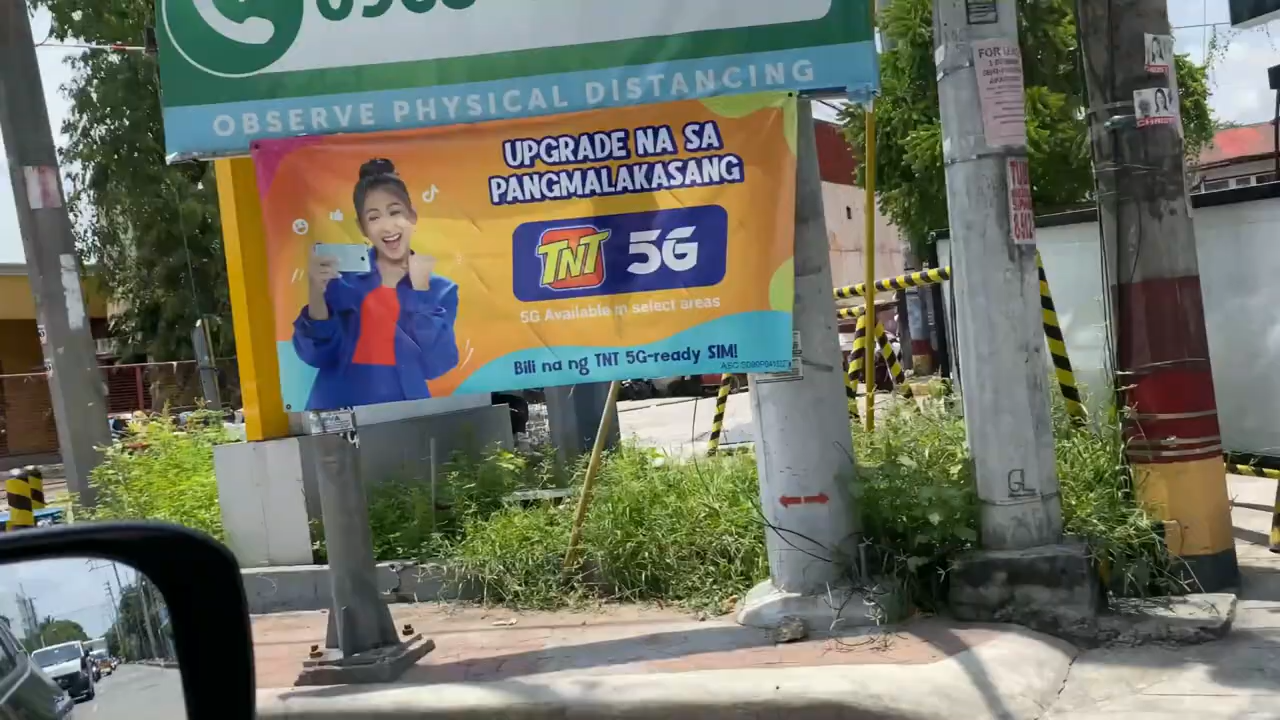 OBSERVE PHYSICAL DISTANCING
UPGRADE NA SA
PANGMALAKASANG
TNT 5G
5G Available in select areas
Bili na ng TNT 5G-ready SIM!
FOR